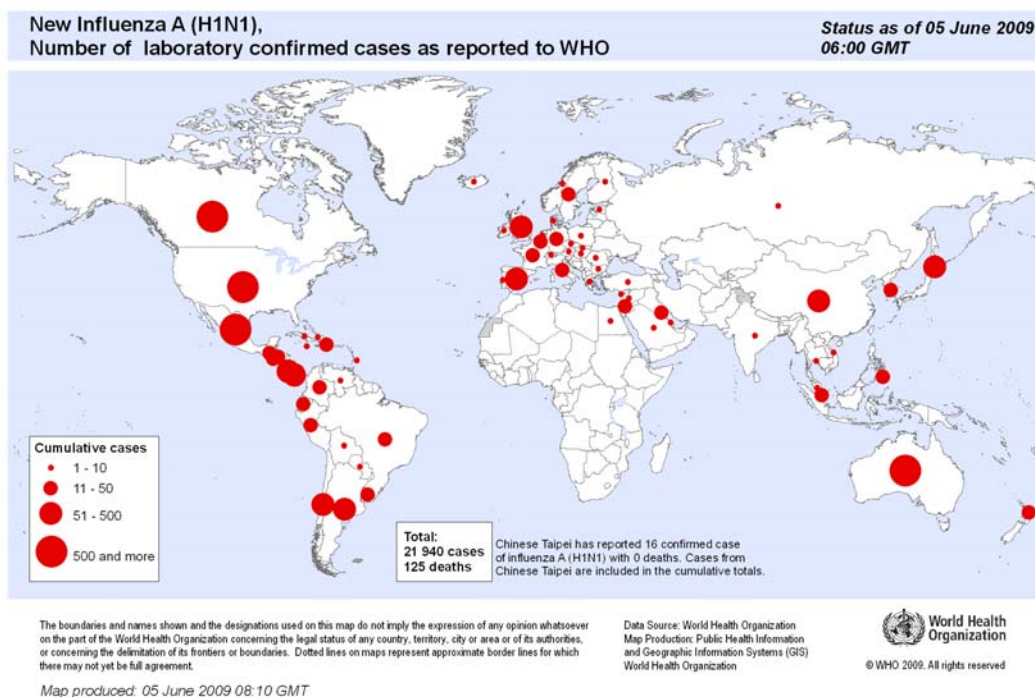 New Influenza A (H1N1),
Number of laboratory confirmed cases as reported to WHO
Status as of 05 June 2009
06:00 GMT
Cumulative cases
1 - 10
11 - 50
51 - 500
500 and more
Total:
21 940 cases
125 deaths
Chinese Taipei has reported 16 confirmed case
of influenza A (H1N1) with 0 deaths. Cases from
Chinese Taipei are included in the cumulative totals.
The boundaries and names shown and the designations used on this map do not imply the expression of any opinion whatsoever
on the part of the World Health Organization concerning the legal status of any country, territory, city or area or of its authorities,
or concerning the delimitation of its frontiers or boundaries. Dotted lines on maps represent approximate border lines for which
there may not yet be full agreement.
Data Source: World Health Organization
Map Production: Public Health Information
and Geographic Information Systems (GIS)
World Health Organization
World Health
Organization
© WHO 2009. All rights reserved
Map produced: 05 June 2009 08:10 GMT